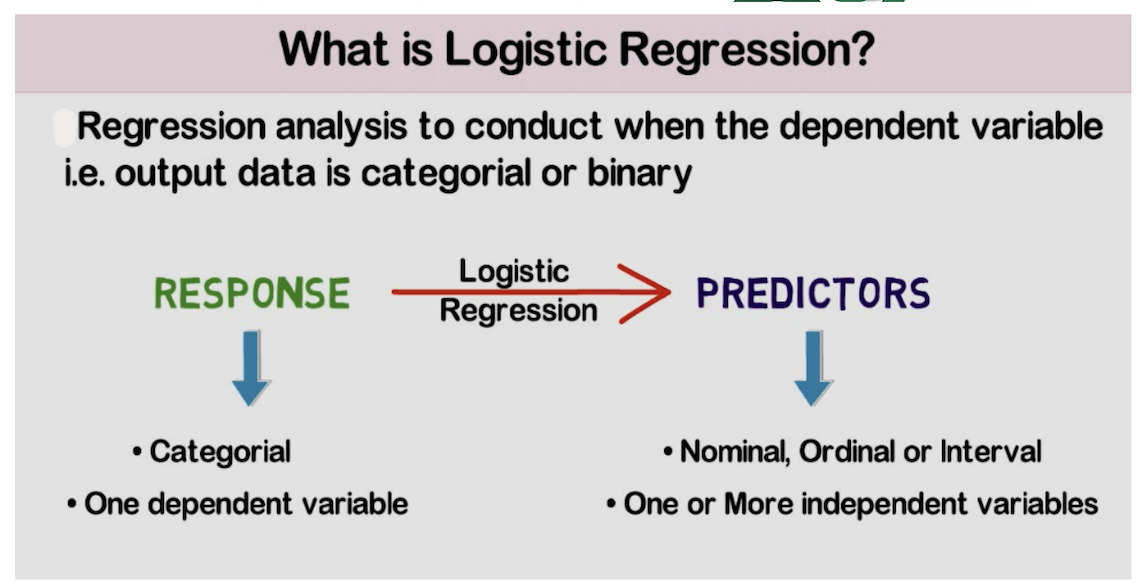 What is Logistic Regression?
Regression analysis to conduct when the dependent variable
i.e. output data is categorial or binary
RESPONSE
Logistic
Regression
PREDICTORS
• Categorial
• One dependent variable
• Nominal, Ordinal or Interval
• One or More independent variables